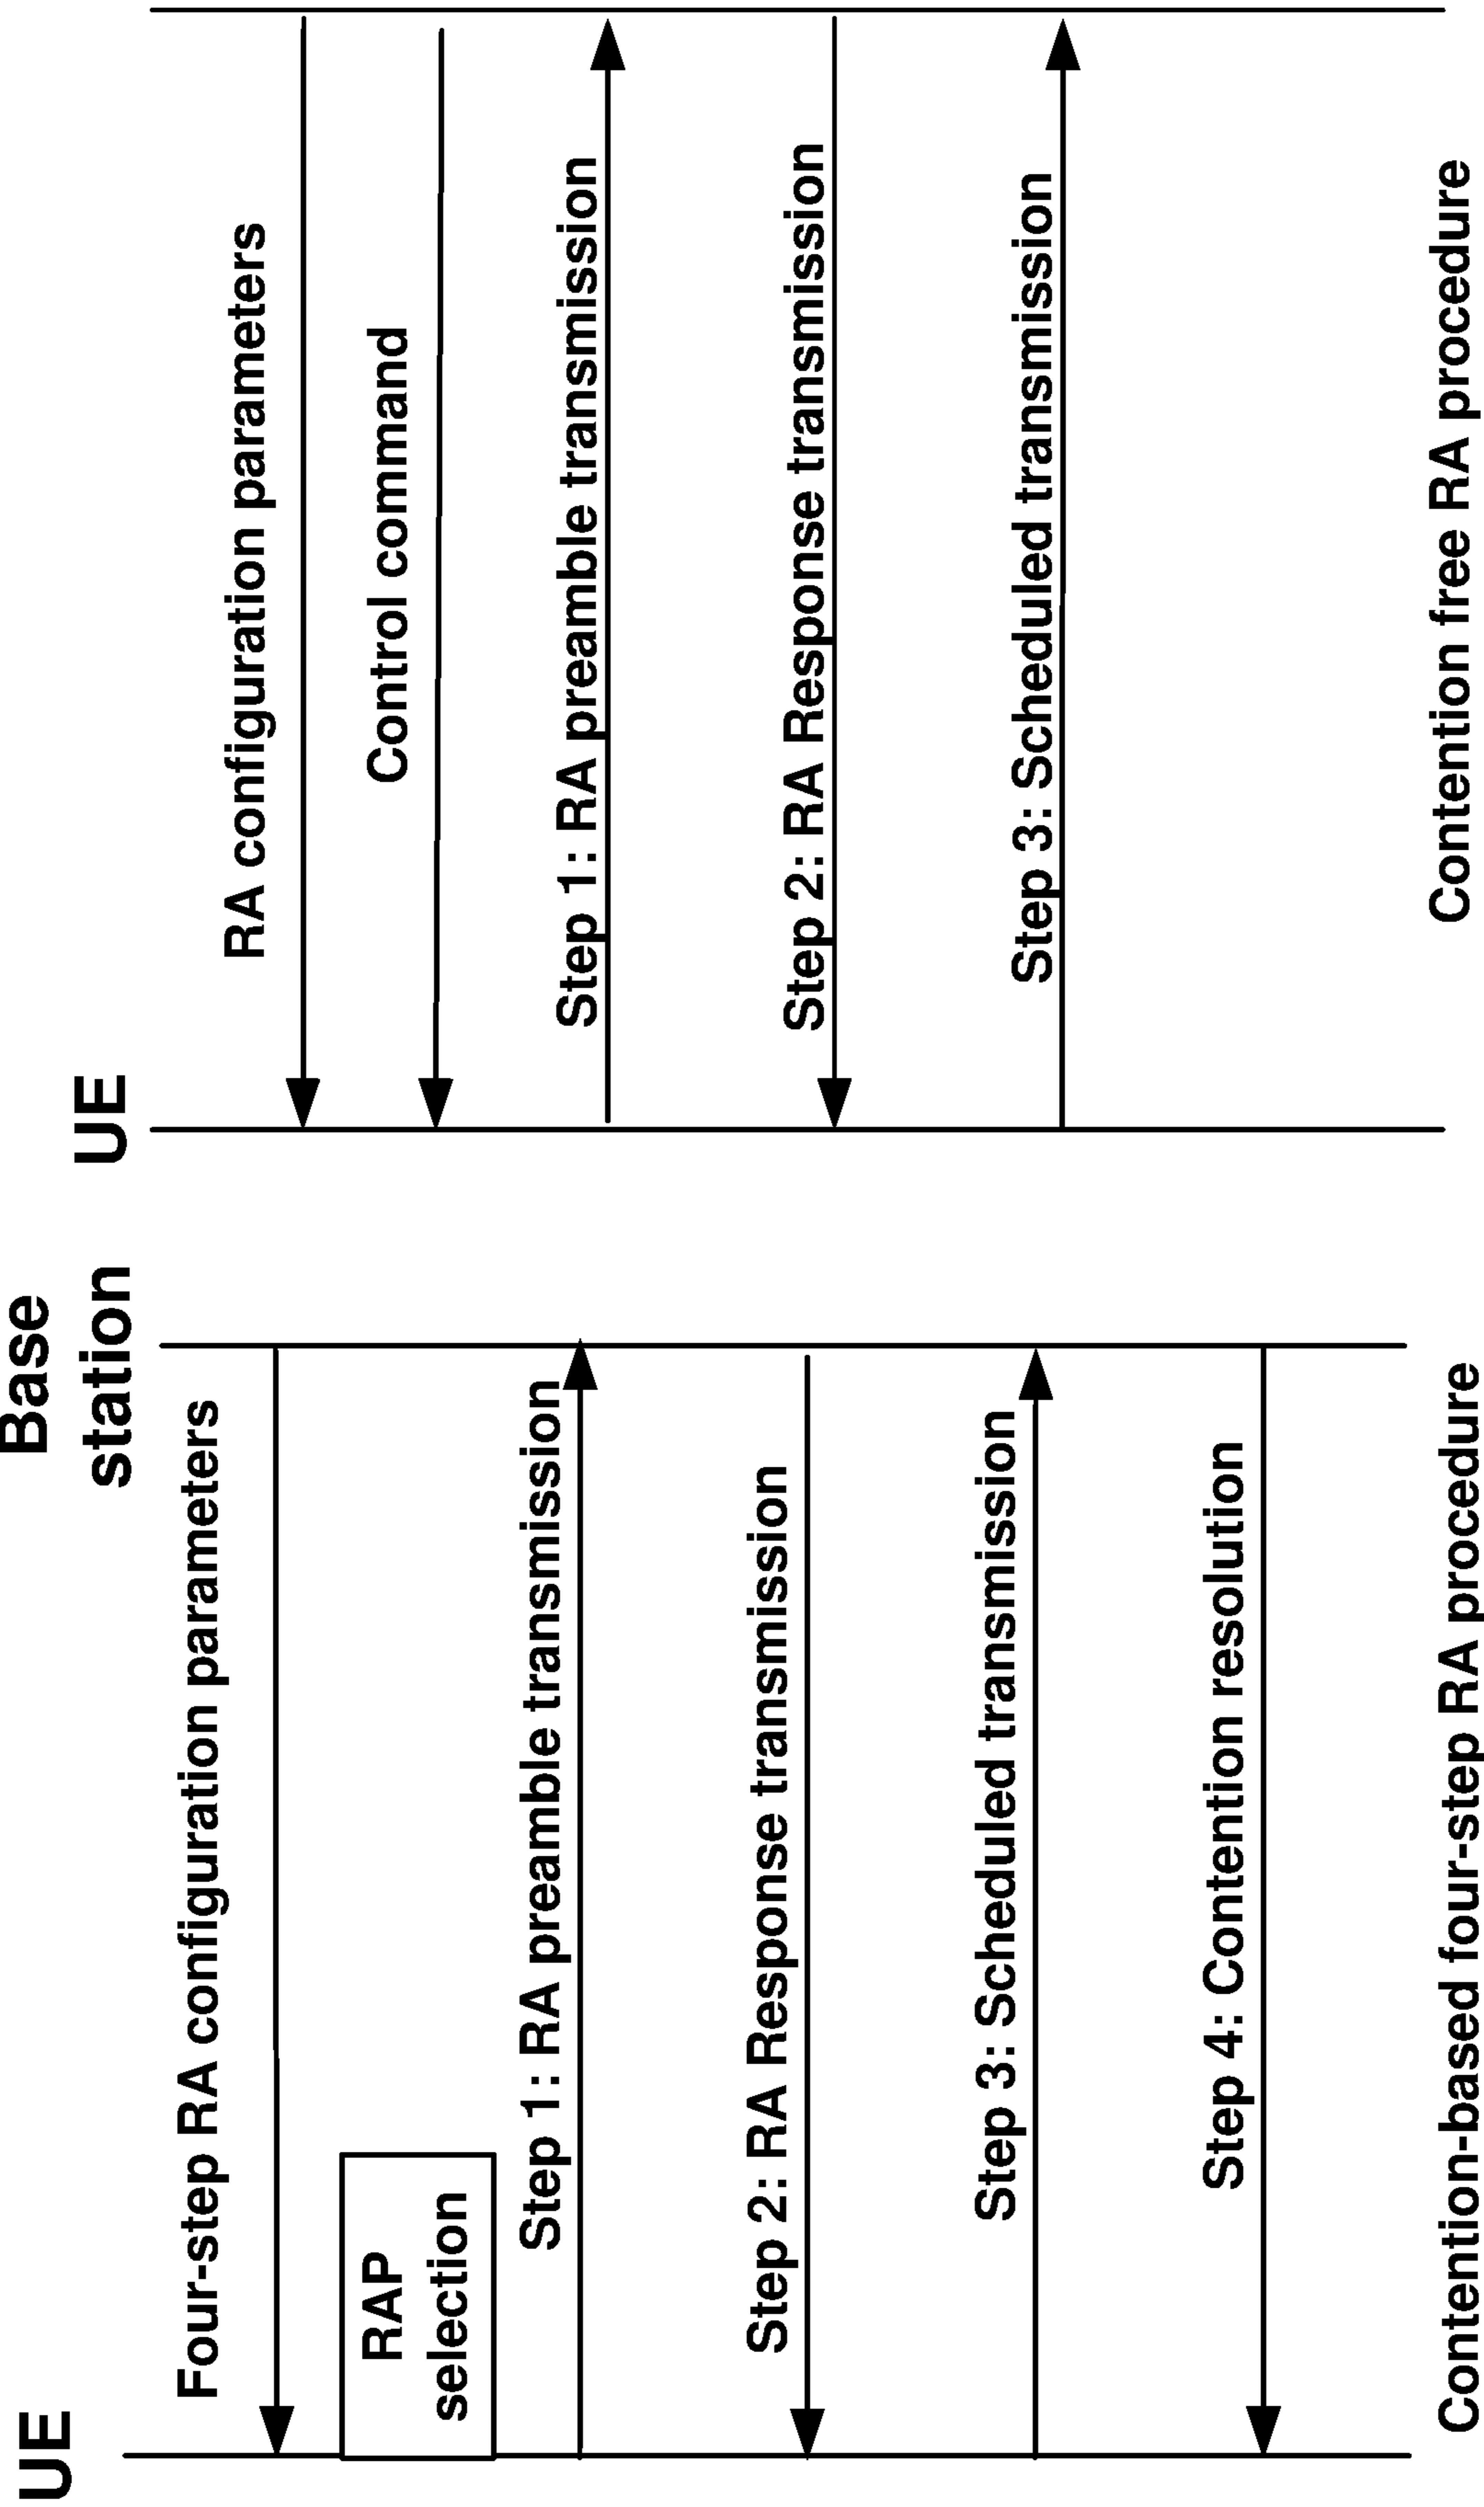 UE
Base
station
Four-step RA configuration parameters
RAP
selection
Step 1: RA preamble transmission
Step 2: RA Response transmission
Step 3: Scheduled transmission
Step 4: Contention resolution
Contention-based four-step RA procedure
UE
RA configuration parameters
Control command
Step 1: RA preamble transmission
Step 2: RA Response transmission
Step 3: Scheduled transmission
Contention free RA procedure